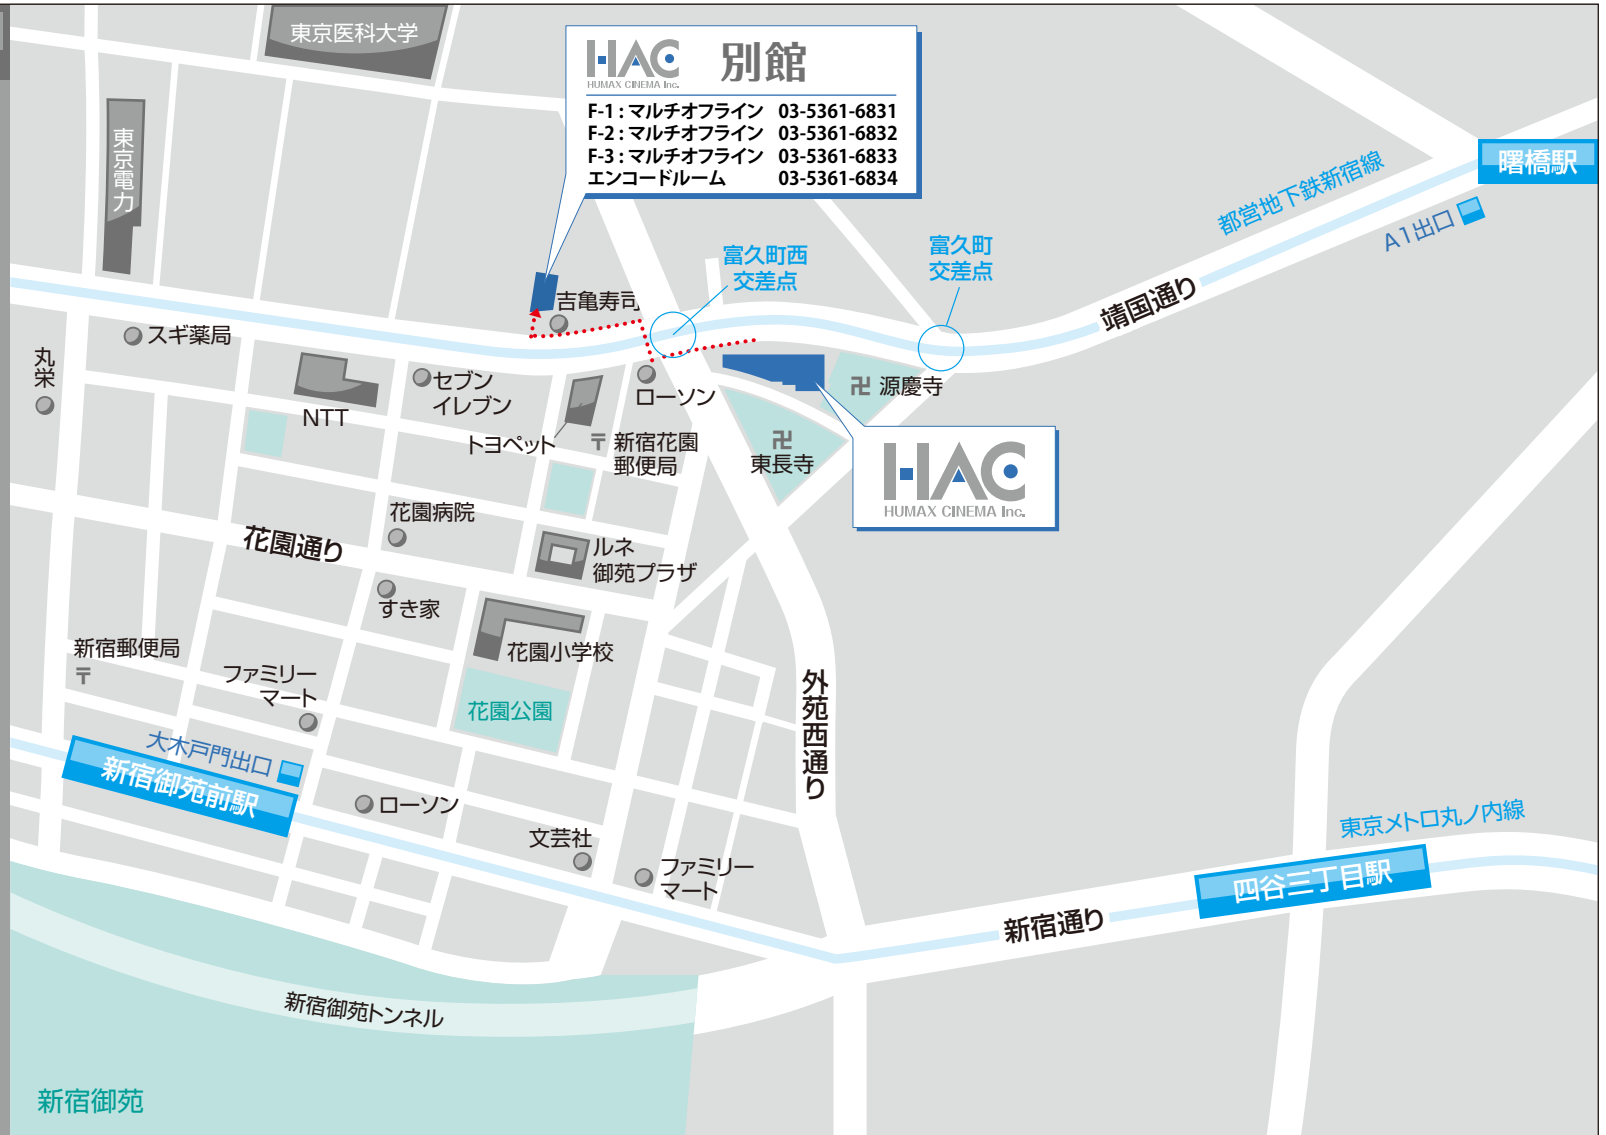 東京医科大学
HAC 別館
HUMAX CINEMA Inc.
F-1 : マルチオフライン 03-5361-6831
F-2 : マルチオフライン 03-5361-6832
F-3 : マルチオフライン 03-5361-6833
エンコードルーム 03-5361-6834
東京電力
曙橋駅
都営地下鉄新宿線
A1出口
富久町西
交差点
富久町
交差点
靖国通り
吉亀寿司
スギ薬局
丸栄
NTT
セブン
イレブン
トヨペット
ローソン
〒 新宿花園
郵便局
卍 源慶寺
卍
東長寺
HAC
HUMAX CINEMA Inc.
花園病院
花園通り
ルネ
御苑プラザ
すき家
花園小学校
新宿郵便局
〒
ファミリー
マート
花園公園
外苑西通り
大木戸門出口
新宿御苑前駅
ローソン
文芸社
ファミリー
マート
東京メトロ丸ノ内線
四谷三丁目駅
新宿通り
新宿御苑トンネル
新宿御苑